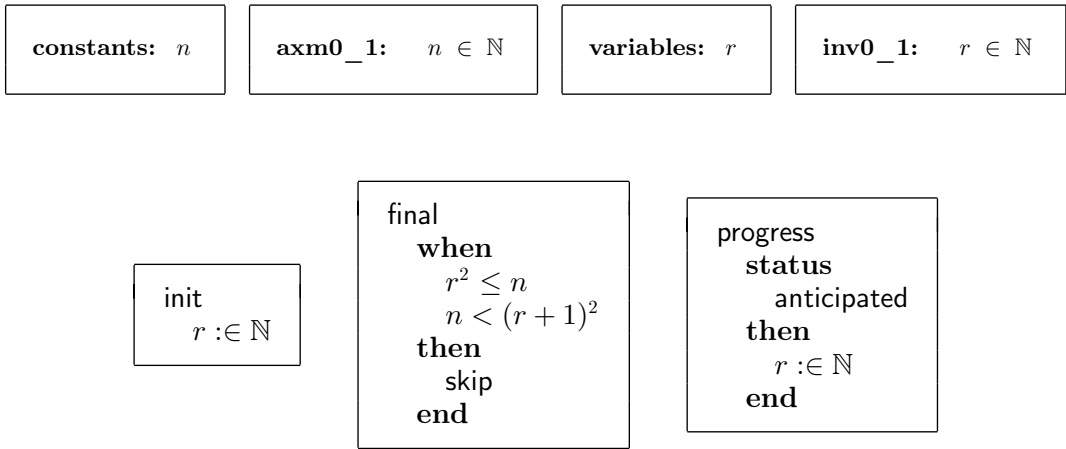 constants: n
axm0_1: n ∈ ℕ
variables: r
inv0_1: r ∈ ℕ
init
r :∈ ℕ
final
when
r² ≤ n
n < (r + 1)²
then
skip
end
progress
status
anticipated
then
r :∈ ℕ
end